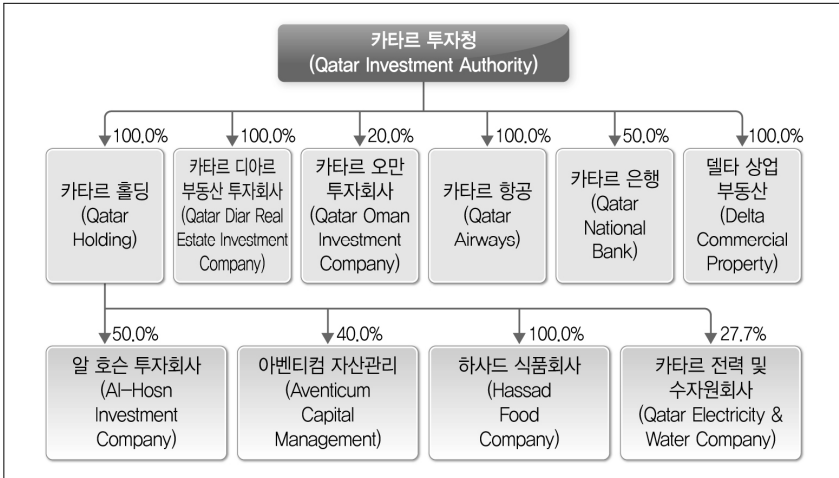 카타르 투자청
(Qatar Investment Authority)
100.0%
100.0%
20.0%
100.0%
50.0%
100.0%
카타르 홀딩
(Qatar
Holding)
카타르 디아르
부동산 투자회사
(Qatar Diar Real
Estate Investment
Company)
카타르 오만
투자회사
(Qatar Oman
Investment
Company)
카타르 항공
(Qatar
Airways)
카타르 은행
(Qatar
National
Bank)
델타 상업
부동산
(Delta
Commercial
Property)
50.0%
40.0%
100.0%
27.7%
알 호슨 투자회사
(Al-Hosn
Investment
Company)
아벤티컴 자산관리
(Aventicum
Capital
Management)
하사드 식품회사
(Hassad
Food
Company)
카타르 전력 및
수자원회사
(Qatar Electricity &
Water Company)